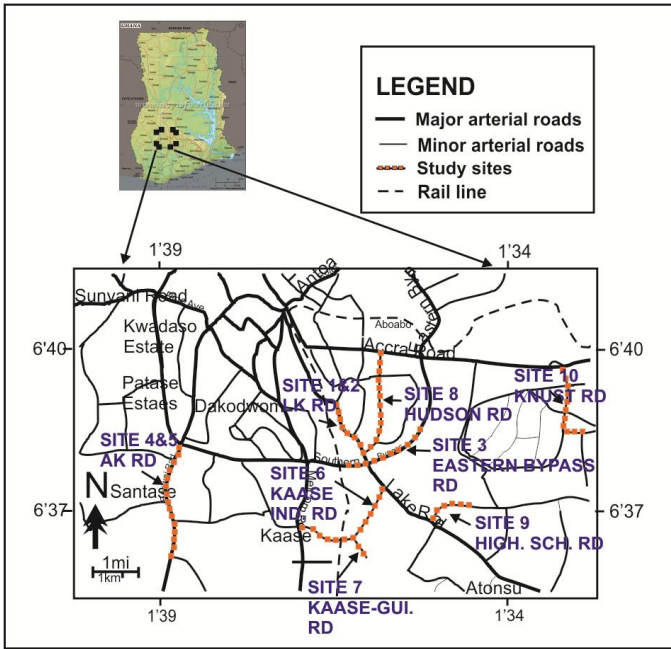 GHANA
LEGEND
Major arterial roads
Minor arterial roads
Study sites
Rail line
1'39
1'34
Antoa
Sunyani Road
Kwadaso
Estate
Aboabo
Accra Road
6'40
6'40
Patase
Estaes
Dakodwom
SITE 1&2
LK RD
SITE 8
HUDSON RD
SITE 10
KNUST RD
SITE 4&5
AK RD
Southern
SITE 3
EASTERN BYPASS
RD
SITE 6
KAASE
IND. RD
N
Santase
Lake Rd
6'37
6'37
Kaase
SITE 9
HIGH. SCH. RD
1mi
1km
SITE 7
KAASE-GUI.
RD
Atonsu
1'39
1'34